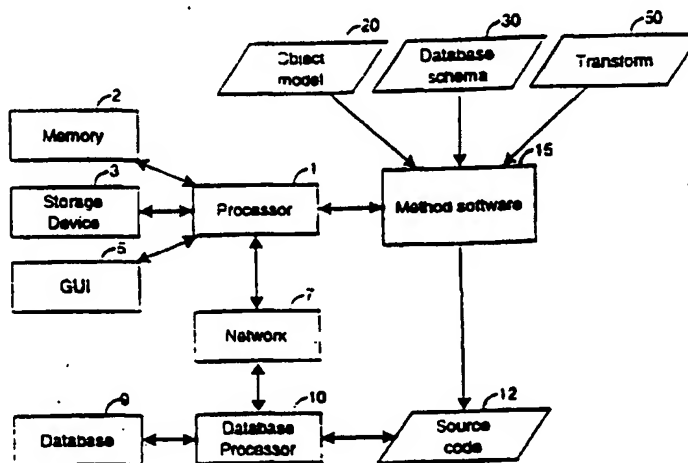 20
30
50
Object
model
Database
schema
Transform
2
Memory
3
Storage
Device
1
Processor
15
Method software
5
GUI
7
Network
9
Database
10
Database
Processor
12
Source
code